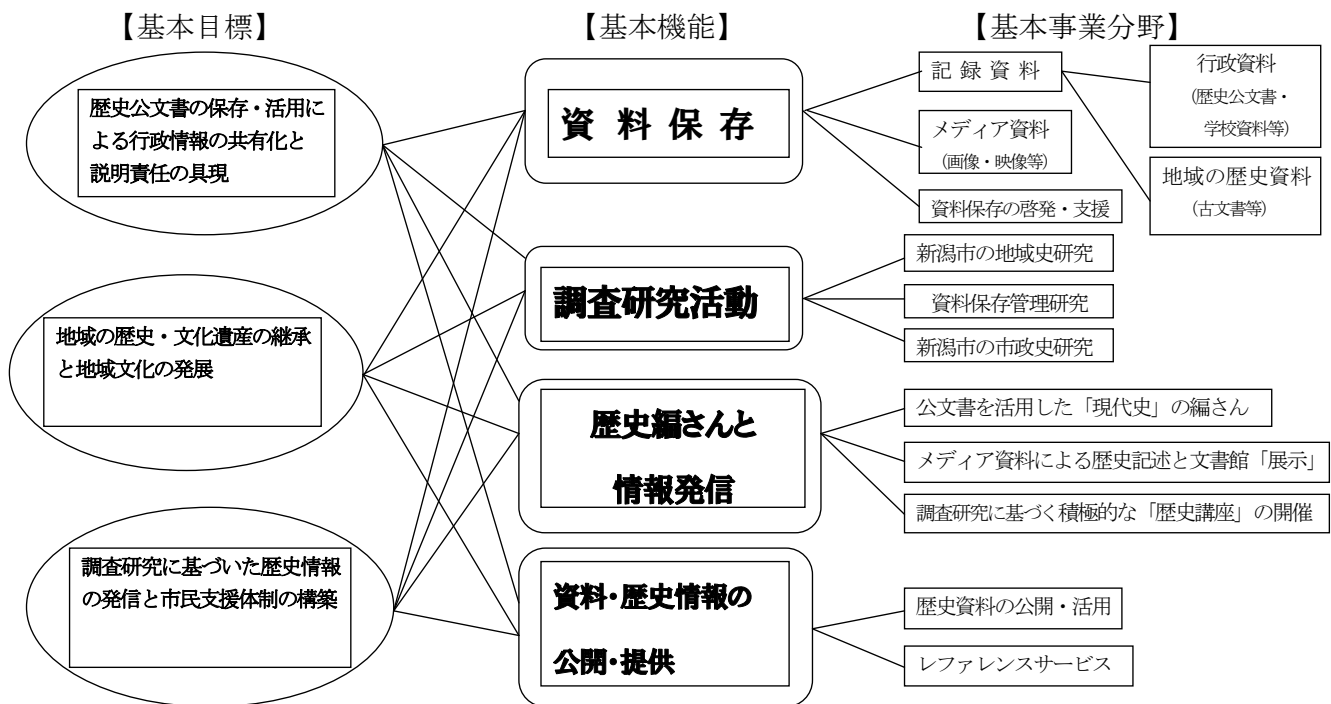 【基本目標】
歴史公文書の保存・活用に
よる行政情報の共有化と
説明責任の具現
地域の歴史・文化遺産の継承
と地域文化の発展
調査研究に基づいた歴史情報
の発信と市民支援体制の構築
【基本機能】
資料保存
調査研究活動
歴史編さんと
情報発信
資料・歴史情報の
公開・提供
【基本事業分野】
記録資料
行政資料
(歴史公文書・
学校資料等)
地域の歴史資料
(古文書等)
メディア資料
(画像・映像等)
資料保存の啓発・支援
新潟市の地域史研究
資料保存管理研究
新潟市の市政史研究
公文書を活用した「現代史」の編さん
メディア資料による歴史記述と文書館「展示」
調査研究に基づく積極的な「歴史講座」の開催
歴史資料の公開・活用
レファレンスサービス